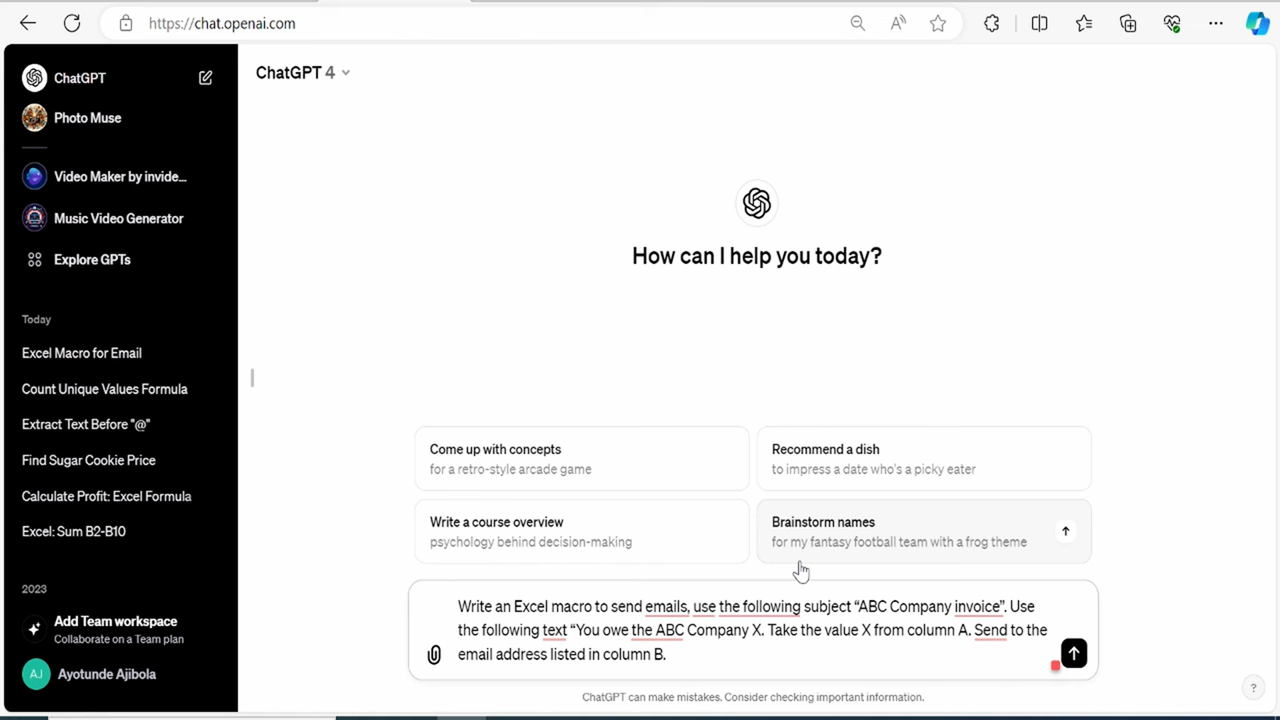 https://chat.openai.com
ChatGPT
ChatGPT 4
Photo Muse
Video Maker by invide...
Music Video Generator
Explore GPTs
How can I help you today?
Today
Excel Macro for Email
Count Unique Values Formula
Extract Text Before "@"
Find Sugar Cookie Price
Calculate Profit: Excel Formula
Excel: Sum B2-B10
2023
Add Team workspace
Collaborate on a Team plan
AJ
Ayotunde Ajibola
Come up with concepts
for a retro-style arcade game
Recommend a dish
to impress a date who's a picky eater
Write a course overview
psychology behind decision-making
Brainstorm names
for my fantasy football team with a frog theme
Write an Excel macro to send emails, use the following subject “ABC Company invoice”. Use
the following text “You owe the ABC Company X. Take the value X from column A. Send to the
email address listed in column B.
ChatGPT can make mistakes. Consider checking important information.
?